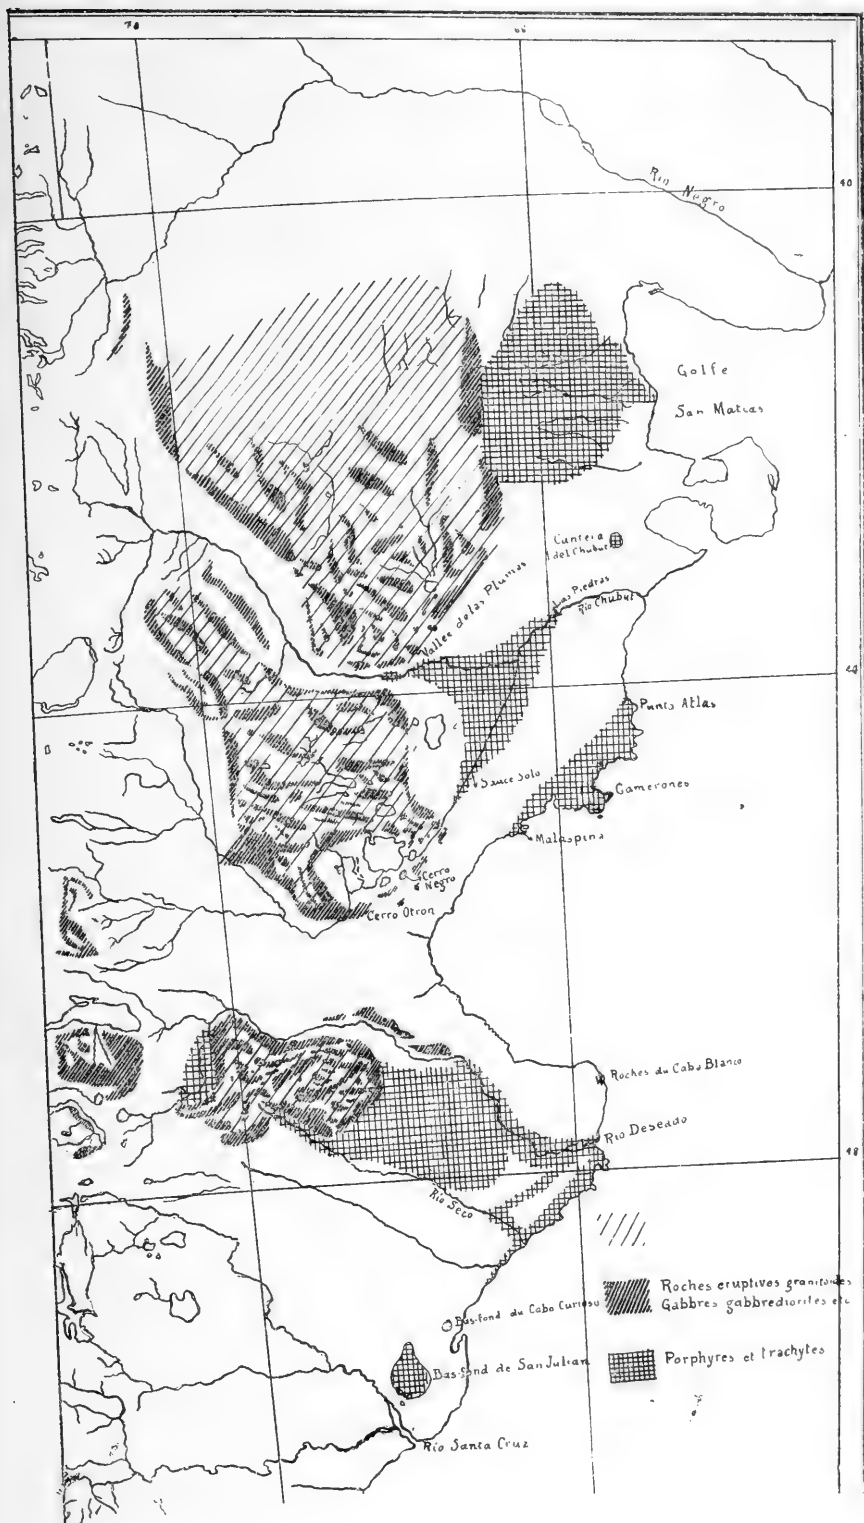 70
66
Rio Negro
40
Golfe
San Matias
Cantera
del Chubut
Vallée de las Plumas
Las Piedras
Rio Chubut
44
Punta Atlas
Sauce Solo
Camerones
Malaspina
Cerro
Negro
Cerro Otron
Roches du Cabo Blanco
Rio Deseado
48
Rio Seco
Roches eruptives granitoides
Gabbres gabbrediorites etc
Bas-fond du Cabo Curioso
Bas-fond de San Julian
Porphyres et trachytes
Rio Santa Cruz